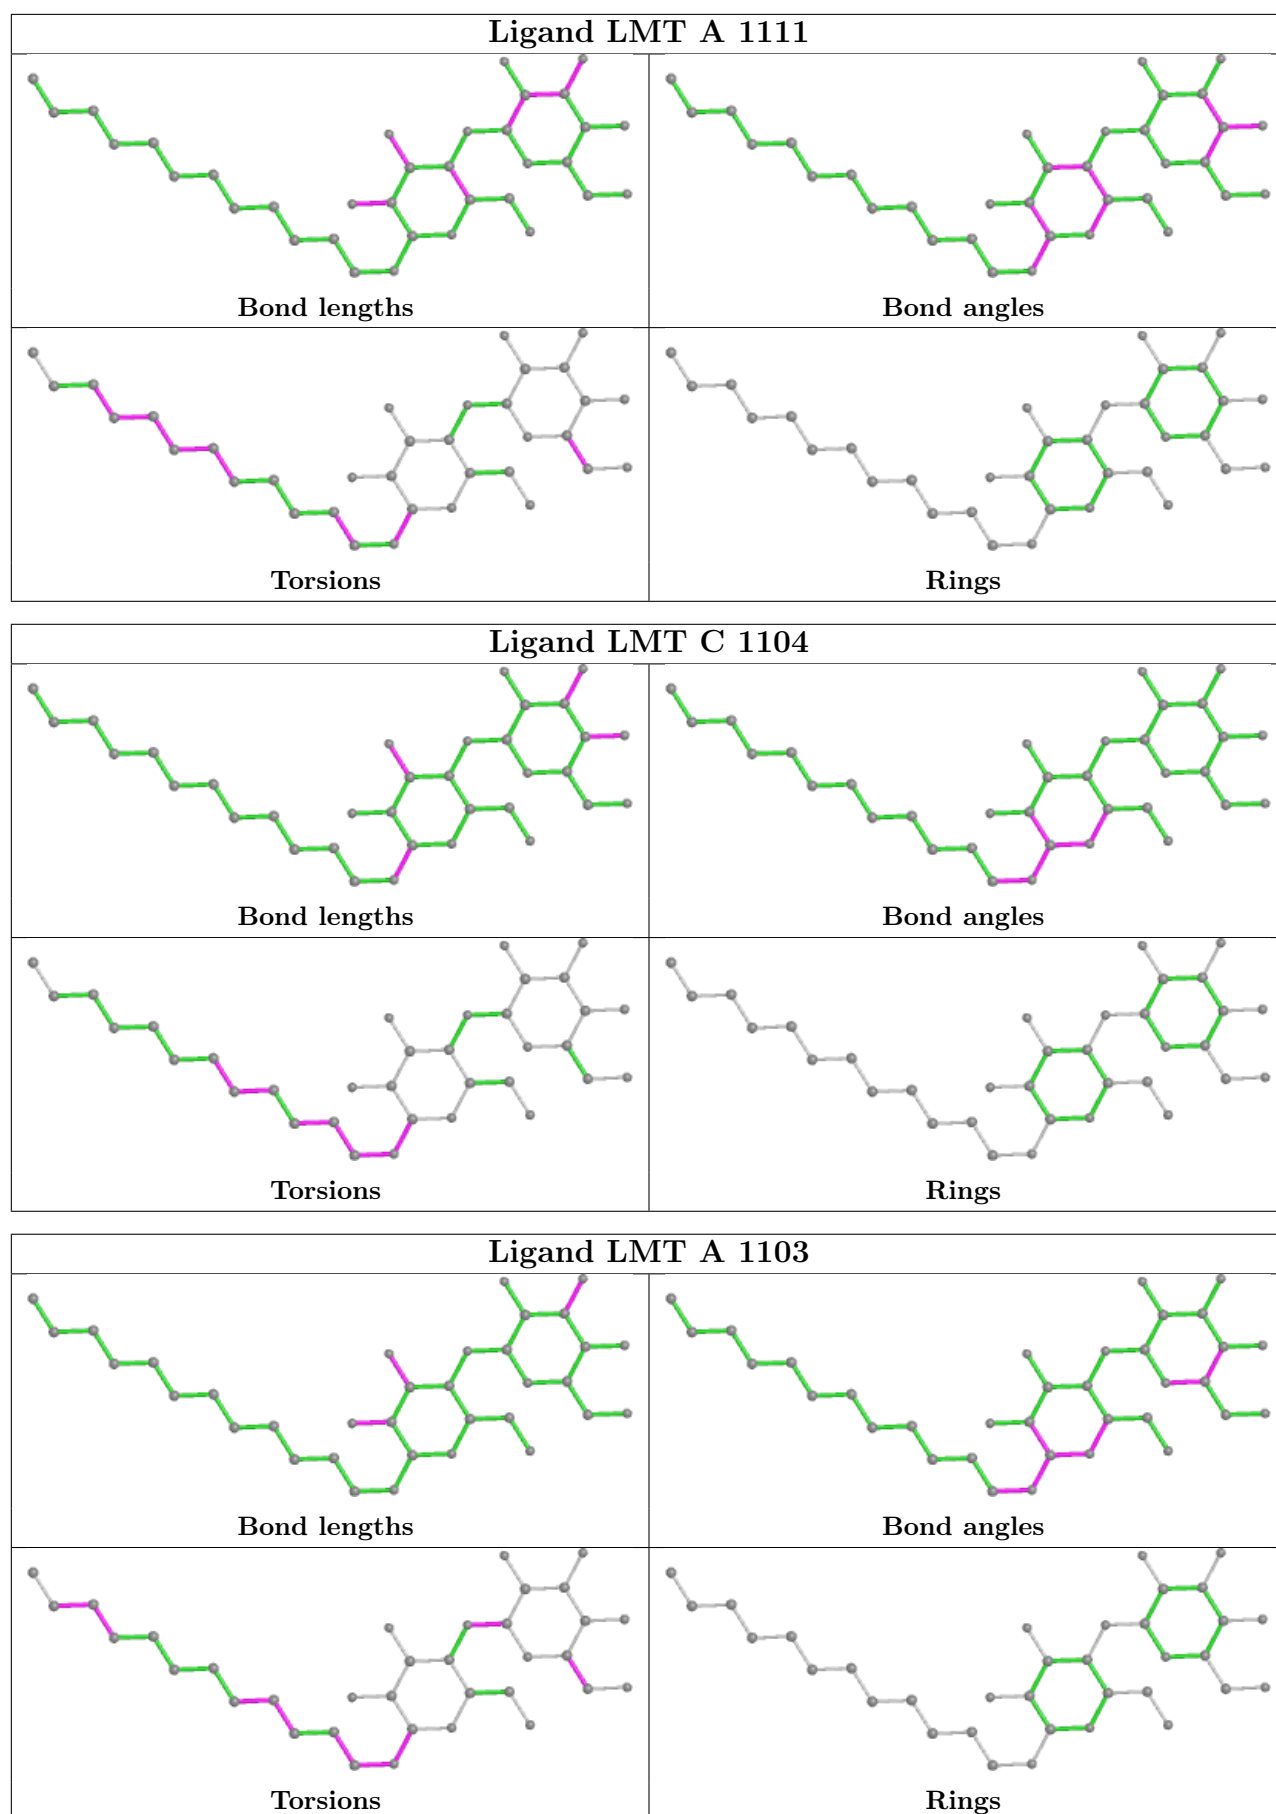 Ligand LMT A 1111
Bond lengths
Bond angles
Torsions
Rings
Ligand LMT C 1104
Bond lengths
Bond angles
Torsions
Rings
Ligand LMT A 1103
Bond lengths
Bond angles
Torsions
Rings